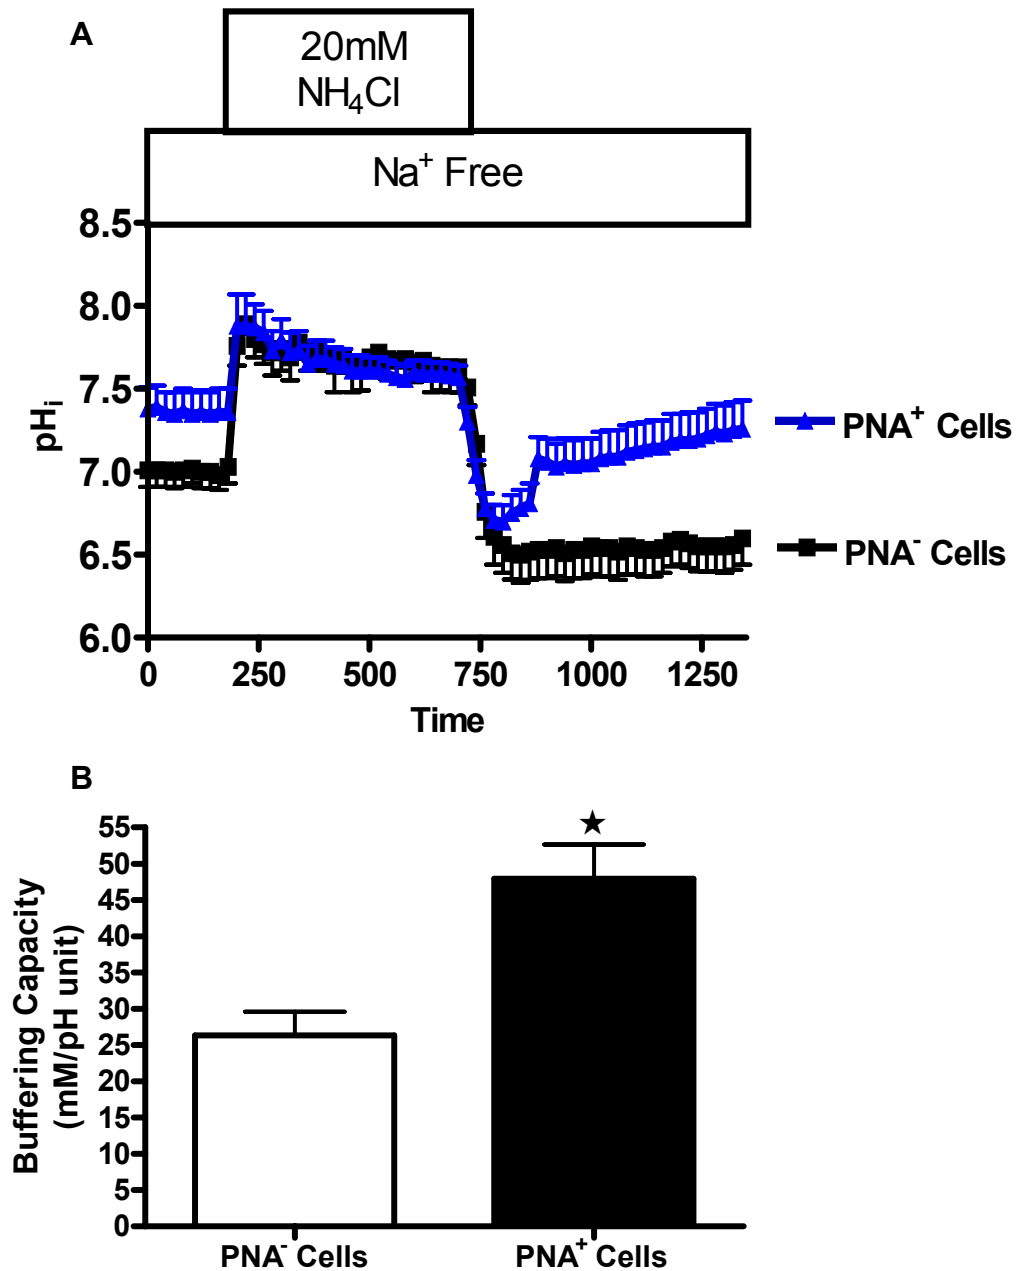 A
20mM
NH₄Cl
Na⁺ Free
8.5
8.0
7.5
7.0
6.5
6.0
pHᵢ
0 250 500 750 1000 1250
Time
PNA⁺ Cells
PNA⁻ Cells
B
55
50
45
40
35
30
25
20
15
10
5
0
Buffering Capacity
(mM/pH unit)
★
PNA⁻ Cells PNA⁺ Cells